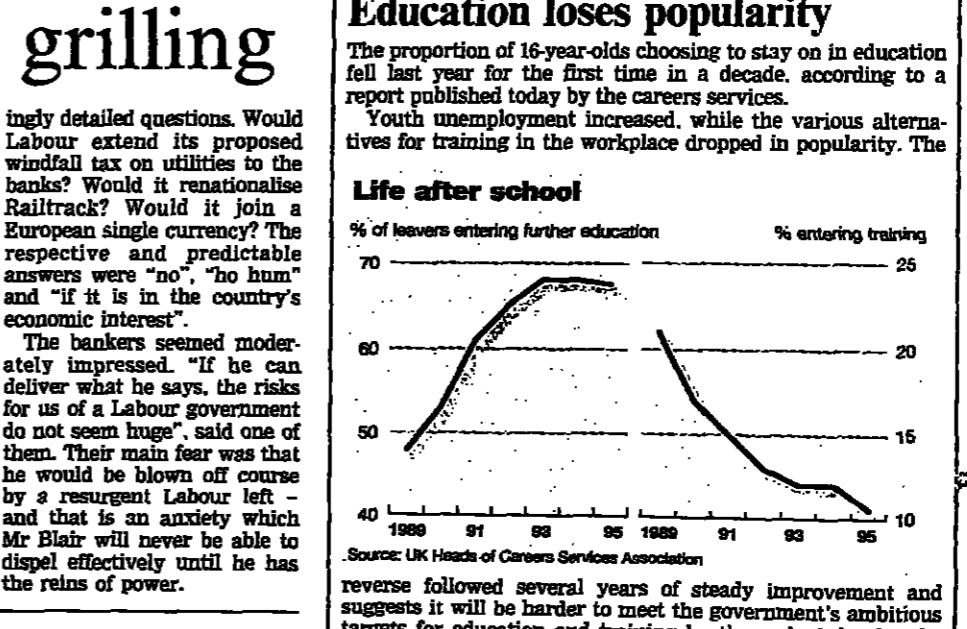 grilling
ingly detailed questions. Would
Labour extend its proposed
windfall tax on utilities to the
banks? Would it renationalise
Railtrack? Would it join a
European single currency? The
respective and predictable
answers were "no", "ho hum"
and "if it is in the country's
economic interest".
The bankers seemed moder-
ately impressed. "If he can
deliver what he says, the risks
for us of a Labour government
do not seem huge", said one of
them. Their main fear was that
he would be blown off course
by a resurgent Labour left –
and that is an anxiety which
Mr Blair will never be able to
dispel effectively until he has
the reins of power.
Education loses popularity
The proportion of 16-year-olds choosing to stay on in education
fell last year for the first time in a decade, according to a
report published today by the careers services.
Youth unemployment increased, while the various alterna-
tives for training in the workplace dropped in popularity. The
Life after school
% of leavers entering further education
% entering training
70
60
50
40
25
20
15
10
1989 91 93 95
1989 91 93 95
Source: UK Heads of Careers Services Association
reverse followed several years of steady improvement and
suggests it will be harder to meet the government's ambitious
targets for education and training by the